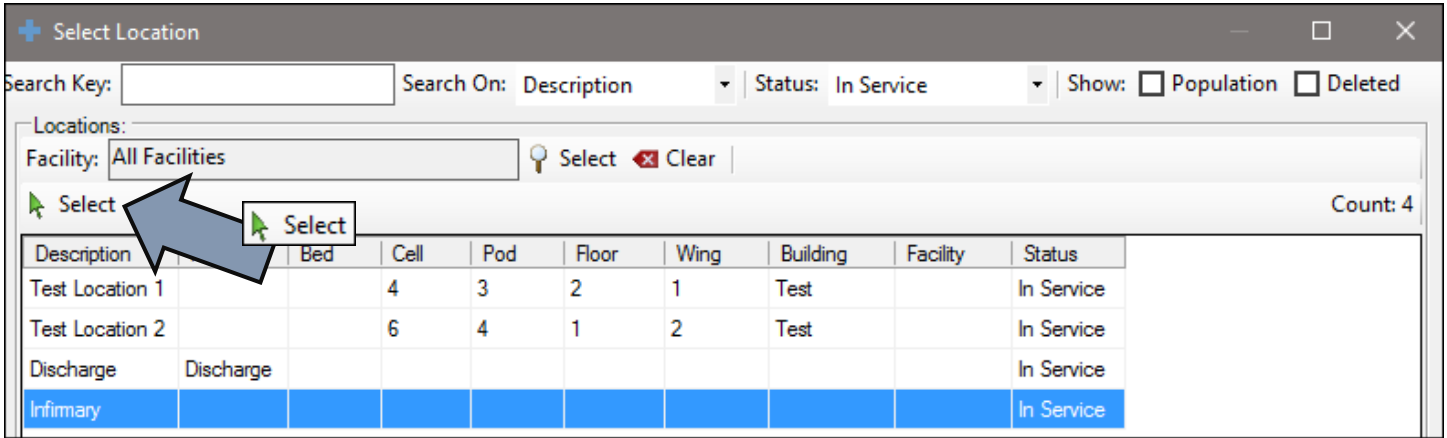 Select Location
Search Key: Search On: Description Status: In Service Show: Population Deleted
Locations:
Facility: All Facilities Select Clear
Select Count: 4
Select
Description Bed Cell Pod Floor Wing Building Facility Status
Test Location 1 4 3 2 1 Test In Service
Test Location 2 6 4 1 2 Test In Service
Discharge Discharge In Service
Infirmary In Service